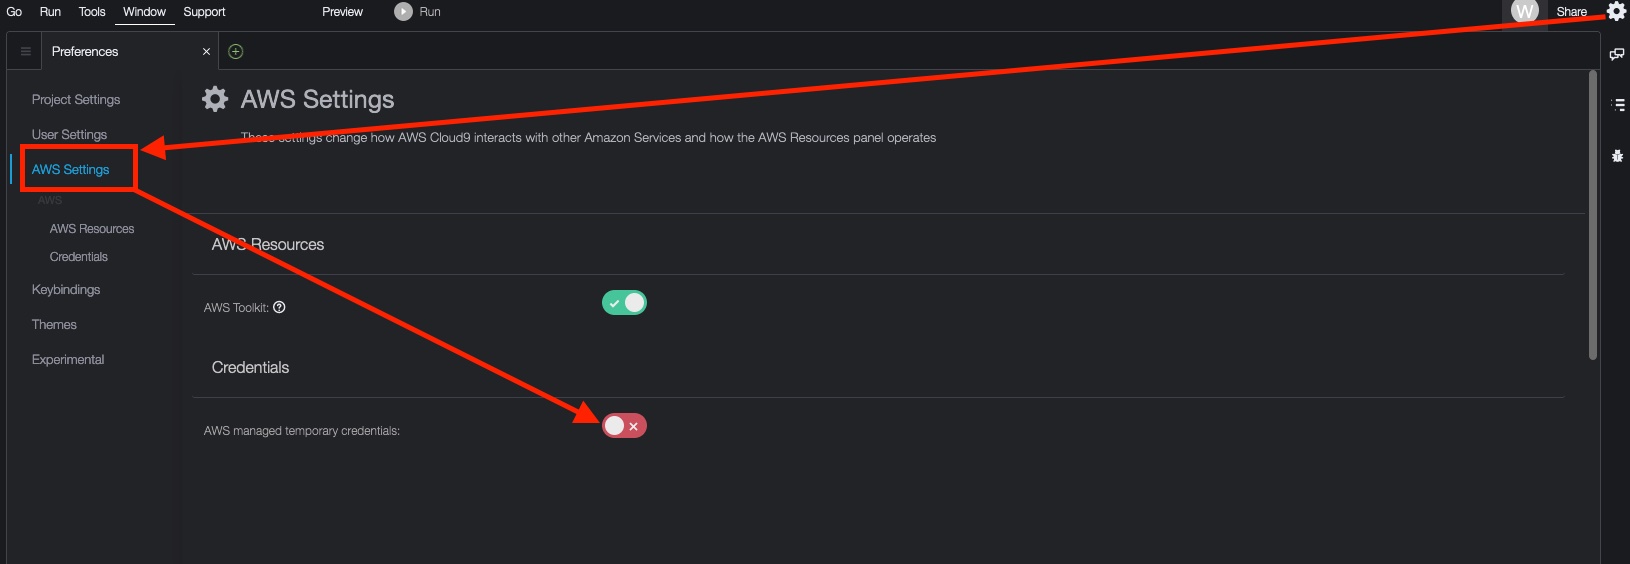 Go Run Tools Window Support Preview Run W Share
Preferences
Project Settings
AWS Settings
User Settings
These settings change how AWS Cloud9 interacts with other Amazon Services and how the AWS Resources panel operates
AWS Settings
AWS
AWS Resources
AWS Resources
Credentials
Keybindings
AWS Toolkit:
Themes
Experimental
Credentials
AWS managed temporary credentials: